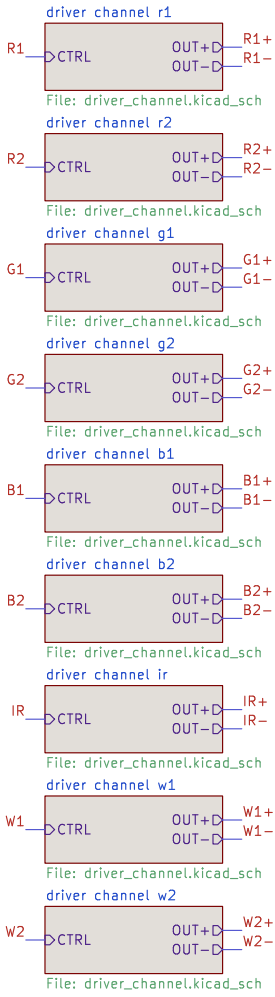 driver channel r1
R1 CTRL OUT+ R1+
OUT- R1-
File: driver_channel.kicad_sch
driver channel r2
R2 CTRL OUT+ R2+
OUT- R2-
File: driver_channel.kicad_sch
driver channel g1
G1 CTRL OUT+ G1+
OUT- G1-
File: driver_channel.kicad_sch
driver channel g2
G2 CTRL OUT+ G2+
OUT- G2-
File: driver_channel.kicad_sch
driver channel b1
B1 CTRL OUT+ B1+
OUT- B1-
File: driver_channel.kicad_sch
driver channel b2
B2 CTRL OUT+ B2+
OUT- B2-
File: driver_channel.kicad_sch
driver channel ir
IR CTRL OUT+ IR+
OUT- IR-
File: driver_channel.kicad_sch
driver channel w1
W1 CTRL OUT+ W1+
OUT- W1-
File: driver_channel.kicad_sch
driver channel w2
W2 CTRL OUT+ W2+
OUT- W2-
File: driver_channel.kicad_sch